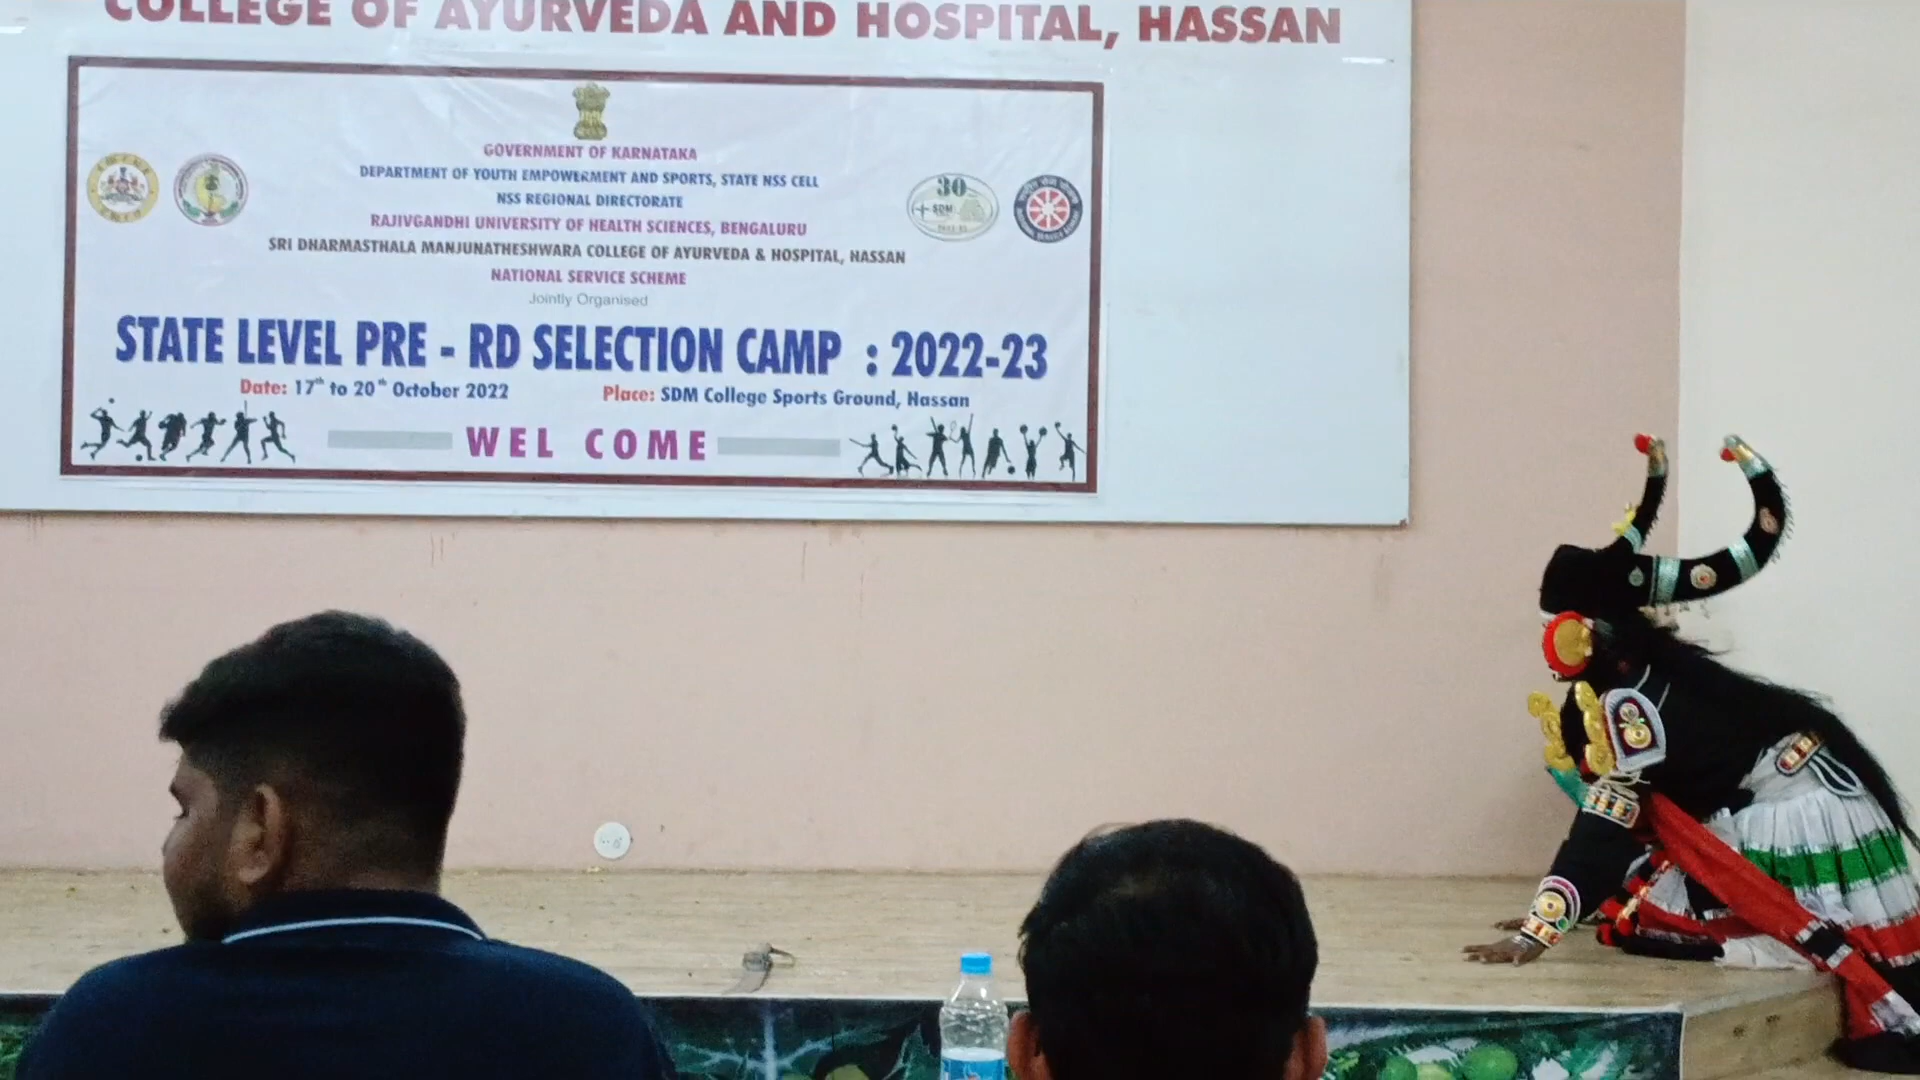 COLLEGE OF AYURVEDA AND HOSPITAL, HASSAN
GOVERNMENT OF KARNATAKA
DEPARTMENT OF YOUTH EMPOWERMENT AND SPORTS, STATE NSS CELL
NSS REGIONAL DIRECTORATE
RAJIVGANDHI UNIVERSITY OF HEALTH SCIENCES, BENGALURU
SRI DHARMASTHALA MANJUNATHESHWARA COLLEGE OF AYURVEDA & HOSPITAL, HASSAN
NATIONAL SERVICE SCHEME
Jointly Organised
30
SDM
STATE LEVEL PRE - RD SELECTION CAMP : 2022-23
Date: 17th to 20th October 2022 Place: SDM College Sports Ground, Hassan
WEL COME